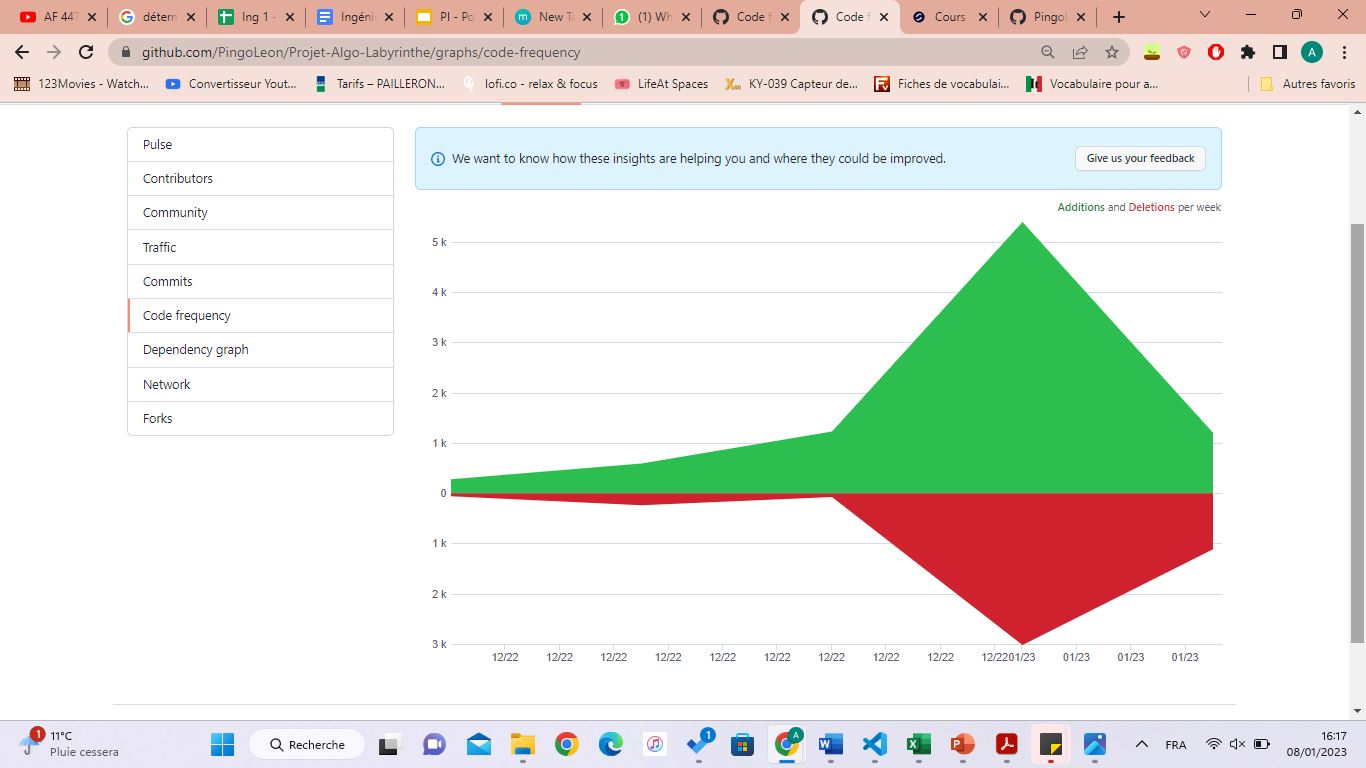 AF 447
déterm
Ing 1 -
Ingénie
PI - Po
New Ta
(1) Wh
Code f
Code f
Cours
PingoL
github.com/PingoLeon/Projet-Algo-Labyrinthe/graphs/code-frequency
A
123Movies - Watch...
Convertisseur Yout...
Tarifs – PAILLERON...
lofi.co - relax & focus
LifeAt Spaces
KY-039 Capteur de...
Fiches de vocabulai...
Vocabulaire pour a...
Autres favoris
Pulse
Contributors
Community
Traffic
Commits
Code frequency
Dependency graph
Network
Forks
We want to know how these insights are helping you and where they could be improved.
Give us your feedback
Additions and Deletions per week
5 k
4 k
3 k
2 k
1 k
0
1 k
2 k
3 k
12/22 12/22 12/22 12/22 12/22 12/22 12/22 12/22 12/22 12/22 01/23 01/23 01/23 01/23
1
11°C
Pluie cessera
Recherche
1
A
FRA
16:17
08/01/2023